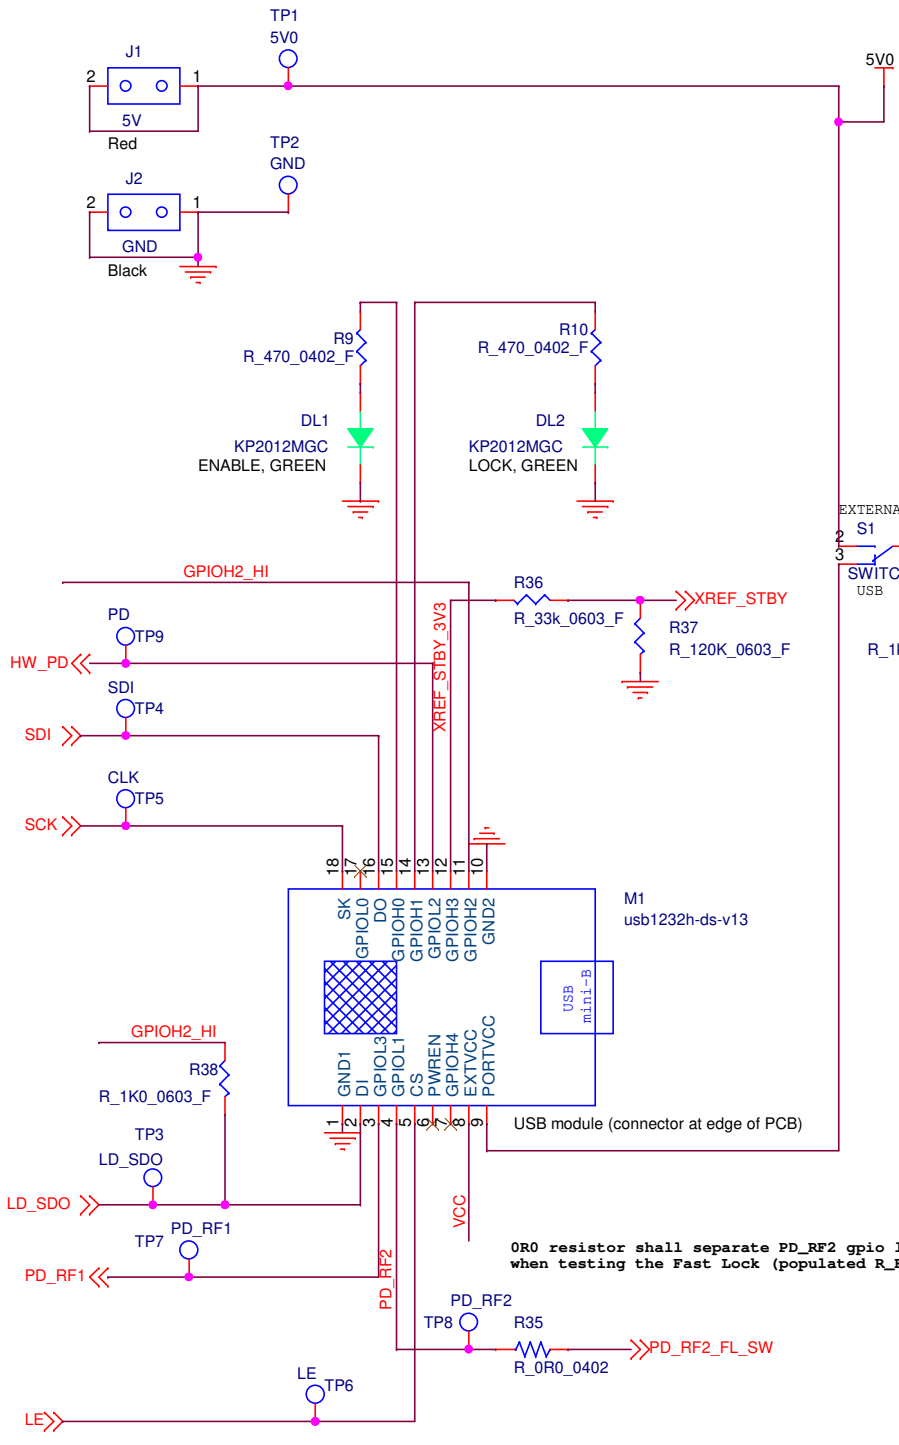 TP1
5V0
J1
2
1
5V
Red
5V0
TP2
GND
J2
2
1
GND
Black
R9
R_470_0402_F
R10
R_470_0402_F
DL1
KP2012MGC
ENABLE, GREEN
DL2
KP2012MGC
LOCK, GREEN
EXTERNA
S1
2
3
SWITC
USB
GPIOH2_HI
R36
R_33k_0603_F
XREF_STBY
XREF_STBY_3V3
R37
R_120K_0603_F
R_1
PD
TP9
HW_PD
SDI
TP4
SDI
CLK
TP5
SCK
18
17
16
15
14
13
12
11
10
SK
GPIOL0
DO
GPIOH0
GPIOH1
GPIOL2
GPIOH3
GPIOH2
GND2
M1
usb1232h-ds-v13
USB
mini-B
GND1
DI
GPIOL3
GPIOL1
CS
PWREN
GPIOH4
EXTVCC
PORTVCC
1
2
3
4
5
6
7
8
9
USB module (connector at edge of PCB)
GPIOH2_HI
R38
R_1K0_0603_F
TP3
LD_SDO
LD_SDO
PD_RF1
TP7
PD_RF1
PD_RF2
VCC
0R0 resistor shall separate PD_RF2 gpio
when testing the Fast Lock (populated
PD_RF2
TP8
R35
R_0R0_0402
PD_RF2_FL_SW
LE
TP6
LE